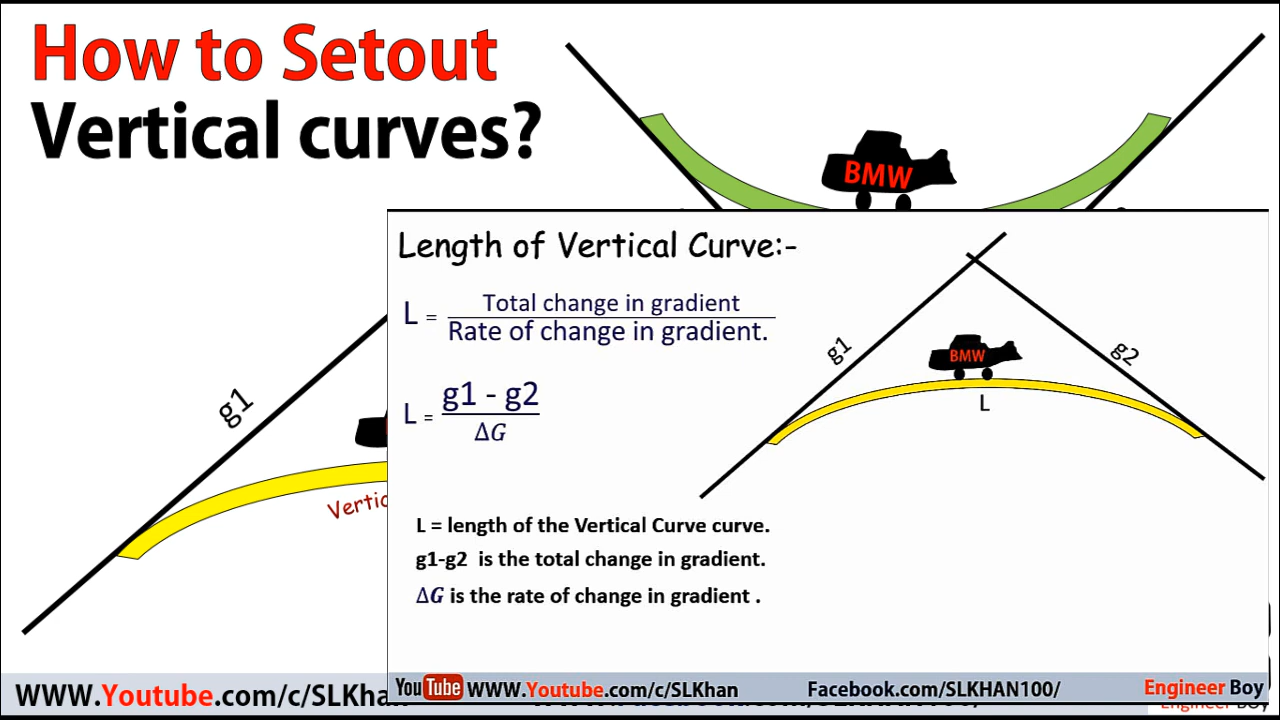 How to Setout
Vertical curves?
BMW
Length of Vertical Curve:-
L = Total change in gradient
Rate of change in gradient.
g1
BMW
g2
L
L = g1 - g2
ΔG
g1
L = length of the Vertical Curve curve.
g1-g2 is the total change in gradient.
ΔG is the rate of change in gradient .
WWW.Youtube.com/c/SLKha
YouTube WWW.Youtube.com/c/SLKhan
Facebook.com/SLKHAN100/
Engineer Boy